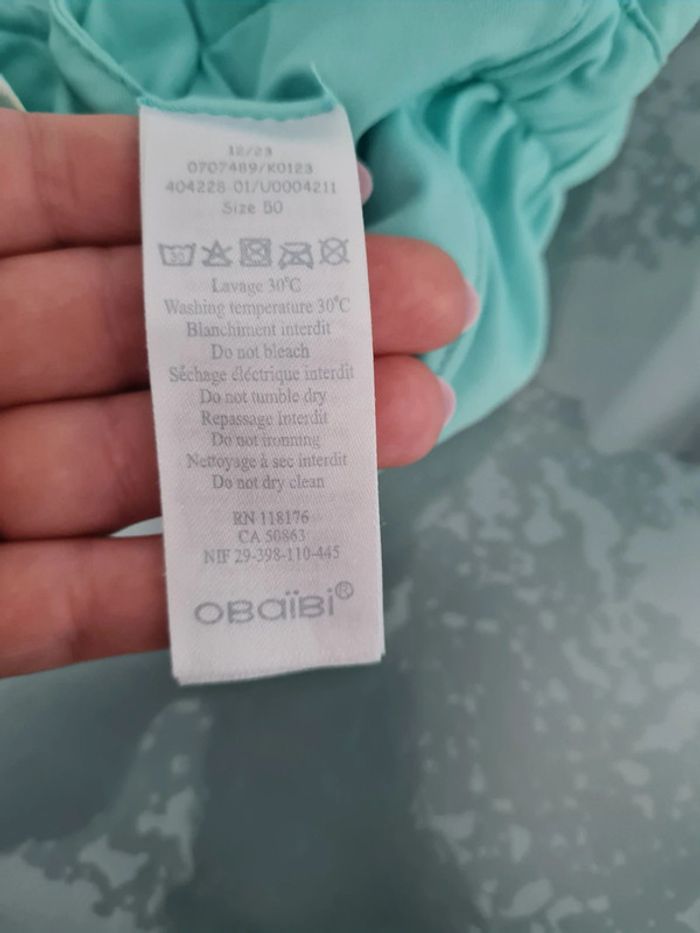 12/23
0707489/K0123
404228 01/U0004211
Size 50
30
Lavage 30°C
Washing temperature 30°C
Blanchiment interdit
Do not bleach
Séchage électrique interdit
Do not tumble dry
Repassage Interdit
Do not ironning
Nettoyage à sec interdit
Do not dry clean
RN 118176
CA 50863
NIF 29-398-110-445
OBaïBi®